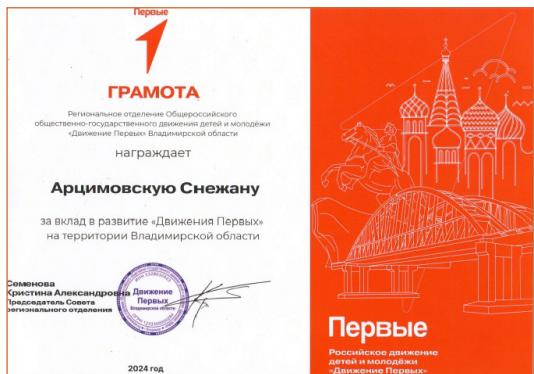 Первые
ГРАМОТА
Региональное отделение Общероссийского
общественно-государственного движения детей и молодёжи
«Движение Первых» Владимирской области
награждает
Арцимовскую Снежану
за вклад в развитие «Движения Первых»
на территории Владимирской области
Семенова
Кристина Александровна
Председатель Совета
регионального отделения
Движение
Первых
Владимирская область
2024 год
Первые
Российское движение
детей и молодёжи
«Движение Первых»